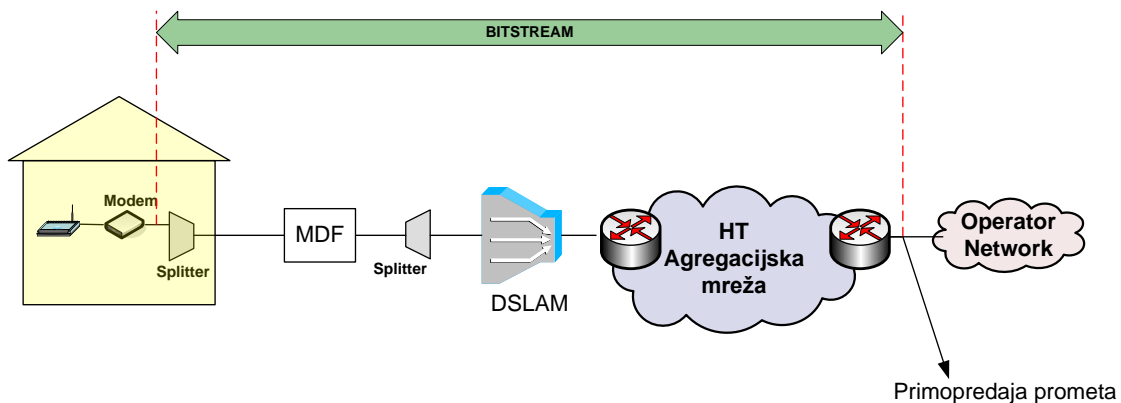 BITSTREAM
Modem
Splitter
MDF
Splitter
DSLAM
HT
Agregacijska
mreža
Operator
Network
Primopredaja prometa